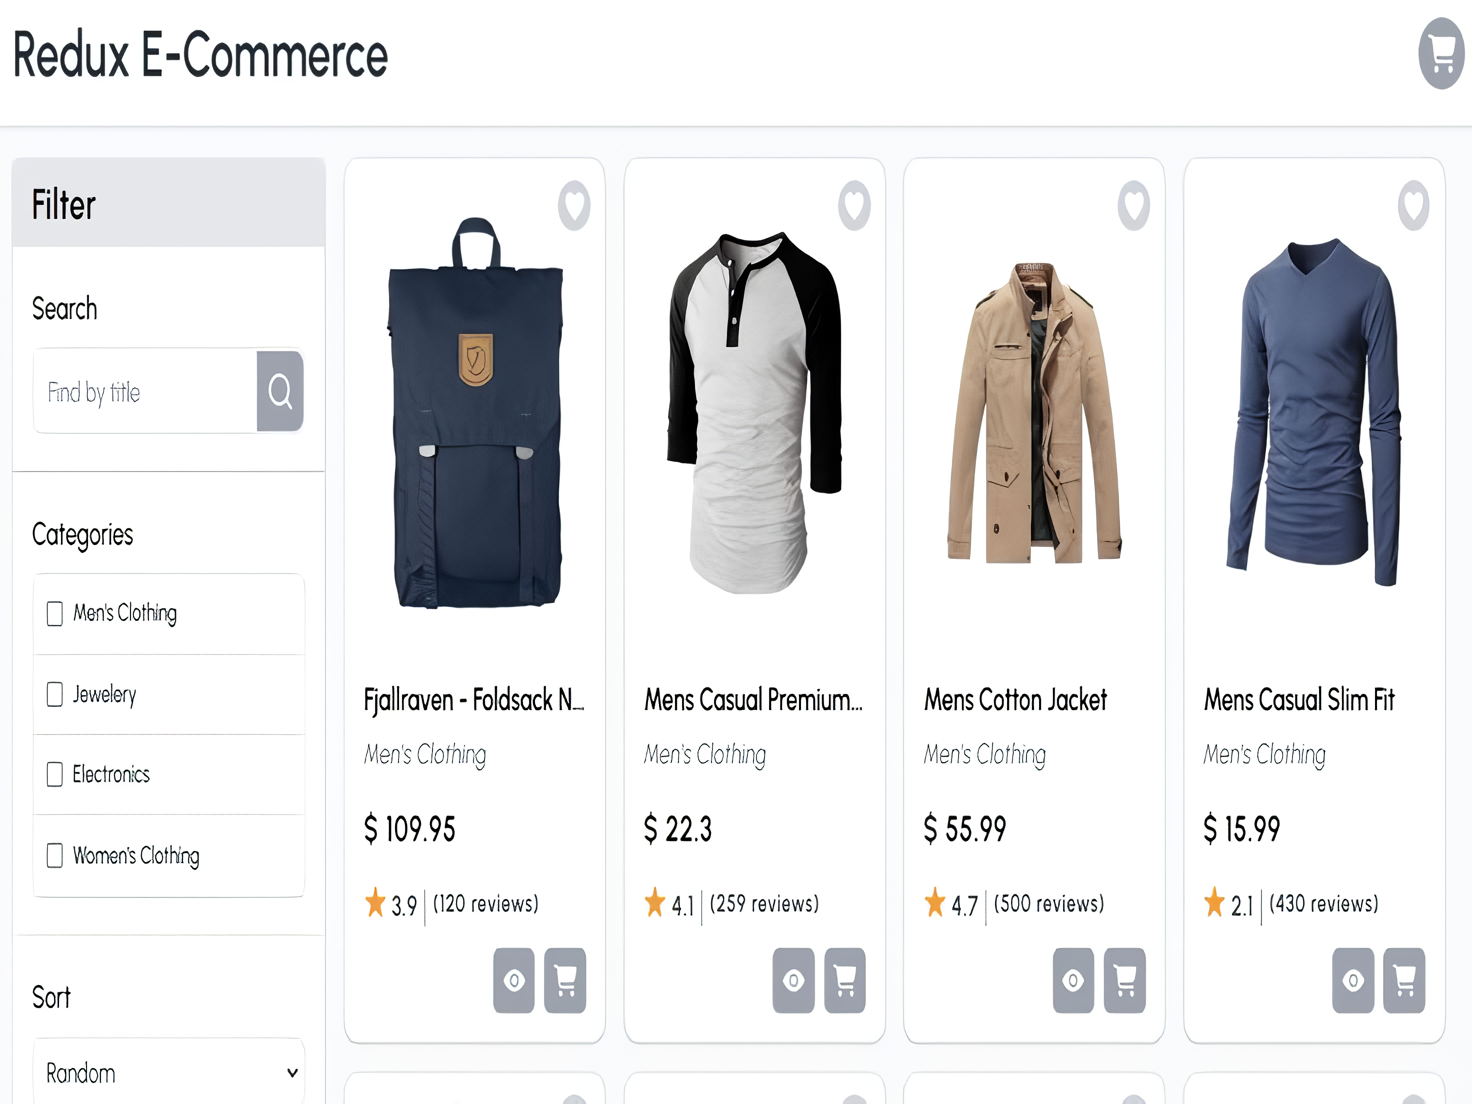 Redux E-Commerce
Filter
Search
Find by title
Categories
Men's Clothing
Jewelery
Electronics
Women's Clothing
Sort
Random
Fjallraven - Foldsack N...
Men's Clothing
$ 109.95
3.9 (120 reviews)
Mens Casual Premium...
Men's Clothing
$ 22.3
4.1 (259 reviews)
Mens Cotton Jacket
Men's Clothing
$ 55.99
4.7 (500 reviews)
Mens Casual Slim Fit
Men's Clothing
$ 15.99
2.1 (430 reviews)